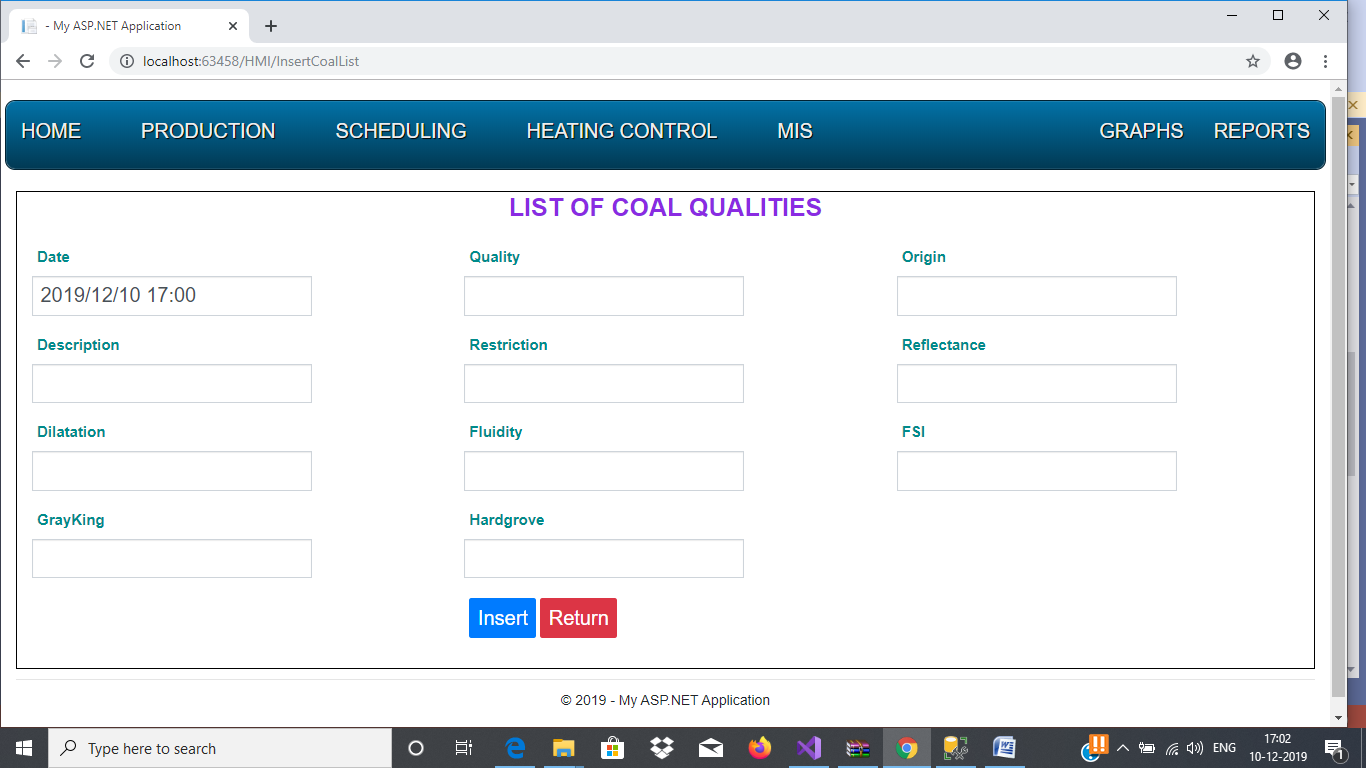 - My ASP.NET Application
localhost:63458/HMI/InsertCoalList
HOME PRODUCTION SCHEDULING HEATING CONTROL MIS GRAPHS REPORTS
LIST OF COAL QUALITIES
Date Quality Origin
2019/12/10 17:00
Description Restriction Reflectance
Dilatation Fluidity FSI
GrayKing Hardgrove
Insert Return
© 2019 - My ASP.NET Application
Type here to search
ENG
17:02
10-12-2019
1